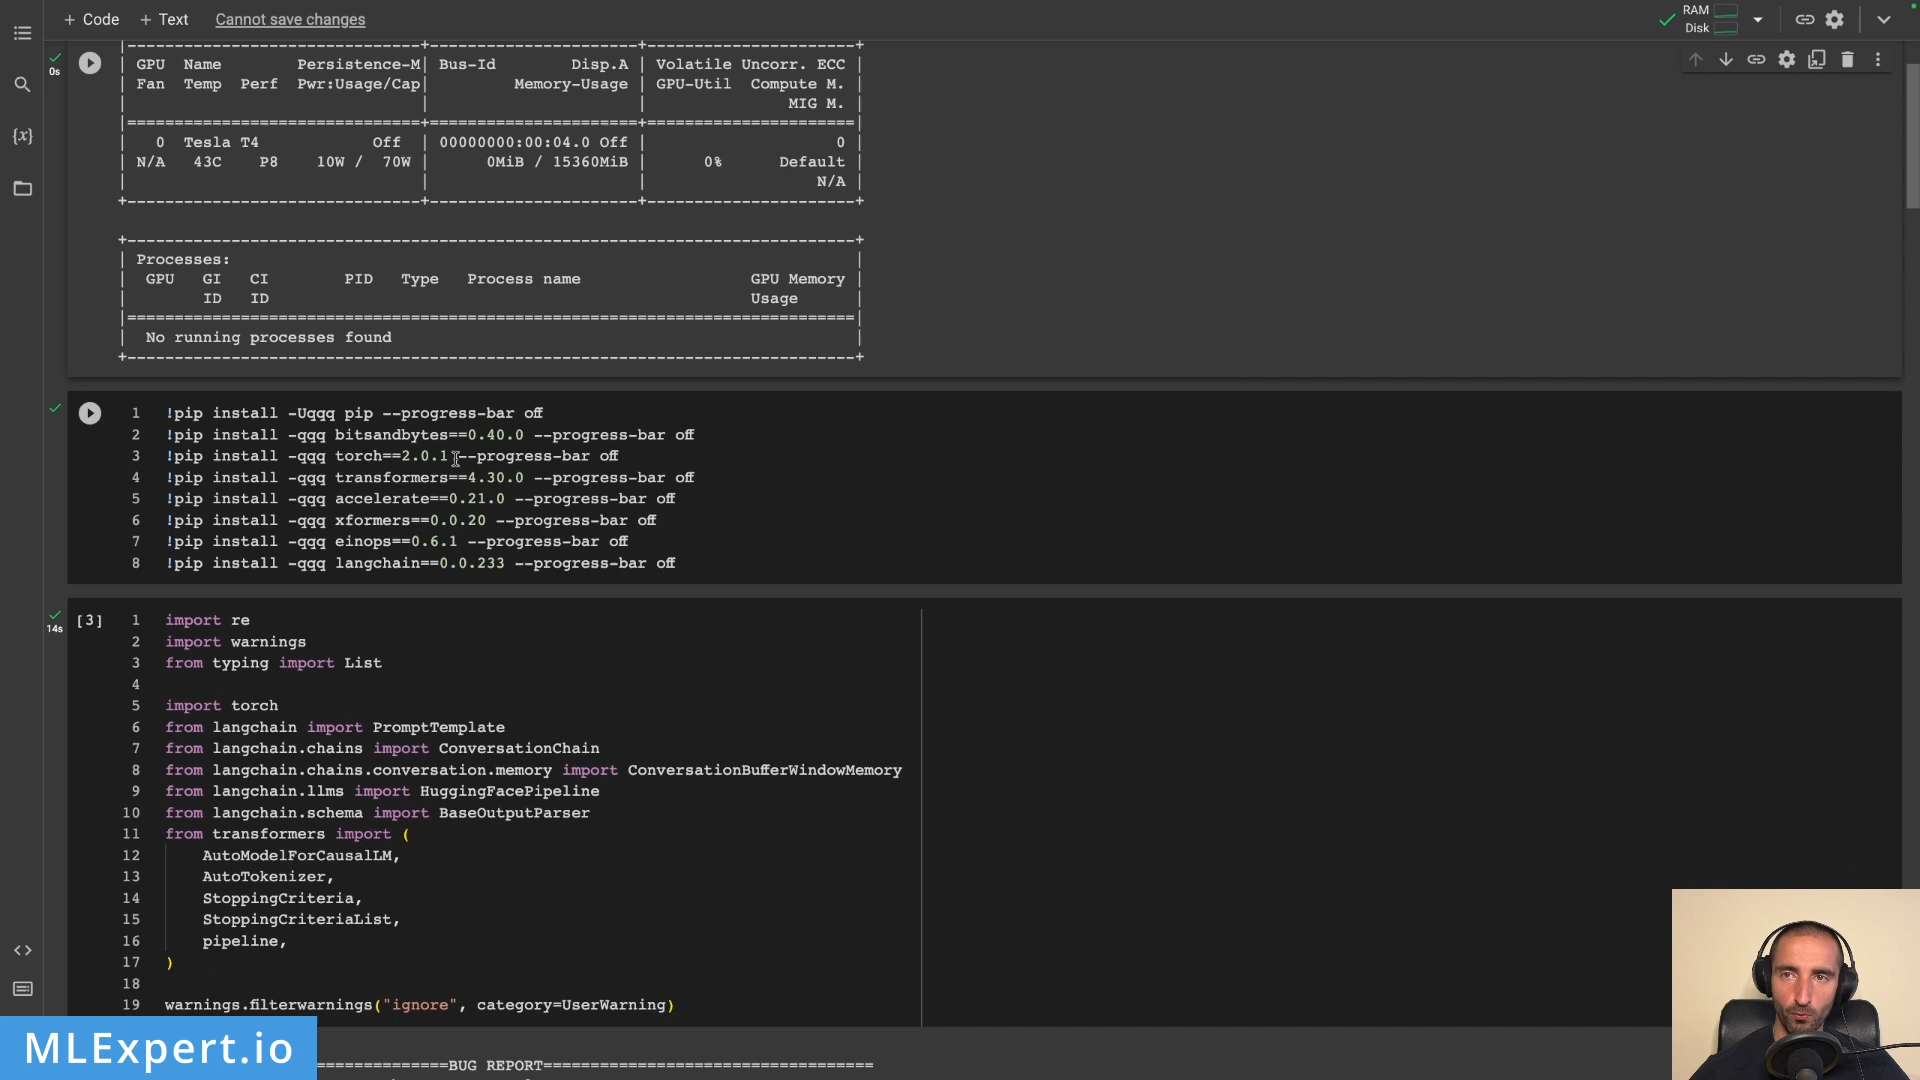 + Code + Text Cannot save changes
RAM
Disk
0s
GPU Name Persistence-M| Bus-Id Disp.A | Volatile Uncorr. ECC |
Fan Temp Perf Pwr:Usage/Cap| Memory-Usage | GPU-Util Compute M. |
MIG M. |
0 Tesla T4 Off | 00000000:00:04.0 Off | 0 |
N/A 43C P8 10W / 70W | 0MiB / 15360MiB | 0% Default |
N/A |
Processes:
GPU GI CI PID Type Process name GPU Memory
ID ID Usage
No running processes found
1 !pip install -Uqqq pip --progress-bar off
2 !pip install -qqq bitsandbytes==0.40.0 --progress-bar off
3 !pip install -qqq torch==2.0.1 --progress-bar off
4 !pip install -qqq transformers==4.30.0 --progress-bar off
5 !pip install -qqq accelerate==0.21.0 --progress-bar off
6 !pip install -qqq xformers==0.0.20 --progress-bar off
7 !pip install -qqq einops==0.6.1 --progress-bar off
8 !pip install -qqq langchain==0.0.233 --progress-bar off
14s
[3] 1 import re
2 import warnings
3 from typing import List
4
5 import torch
6 from langchain import PromptTemplate
7 from langchain.chains import ConversationChain
8 from langchain.chains.conversation.memory import ConversationBufferWindowMemory
9 from langchain.llms import HuggingFacePipeline
10 from langchain.schema import BaseOutputParser
11 from transformers import (
12 AutoModelForCausalLM,
13 AutoTokenizer,
14 StoppingCriteria,
15 StoppingCriteriaList,
16 pipeline,
17 )
18
19 warnings.filterwarnings("ignore", category=UserWarning)
MLExpert.io
==============BUG REPORT===================================